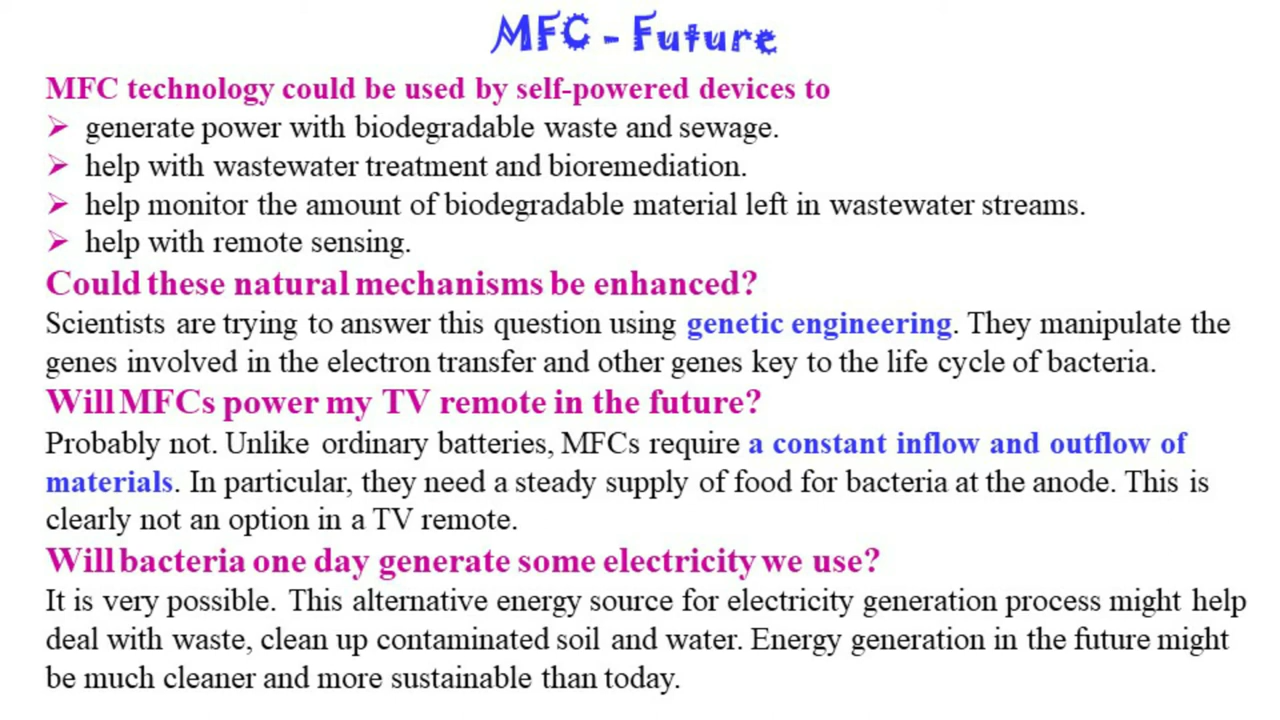 MFC - Future
MFC technology could be used by self-powered devices to
➢ generate power with biodegradable waste and sewage.
➢ help with wastewater treatment and bioremediation.
➢ help monitor the amount of biodegradable material left in wastewater streams.
➢ help with remote sensing.
Could these natural mechanisms be enhanced?
Scientists are trying to answer this question using genetic engineering. They manipulate the
genes involved in the electron transfer and other genes key to the life cycle of bacteria.
Will MFCs power my TV remote in the future?
Probably not. Unlike ordinary batteries, MFCs require a constant inflow and outflow of
materials. In particular, they need a steady supply of food for bacteria at the anode. This is
clearly not an option in a TV remote.
Will bacteria one day generate some electricity we use?
It is very possible. This alternative energy source for electricity generation process might help
deal with waste, clean up contaminated soil and water. Energy generation in the future might
be much cleaner and more sustainable than today.